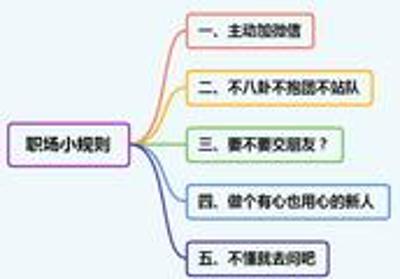 职场小规则
一、主动加微信
二、不八卦不抱团不站队
三、要不要交朋友？
四、做个有心也用心的新人
五、不懂就去问吧